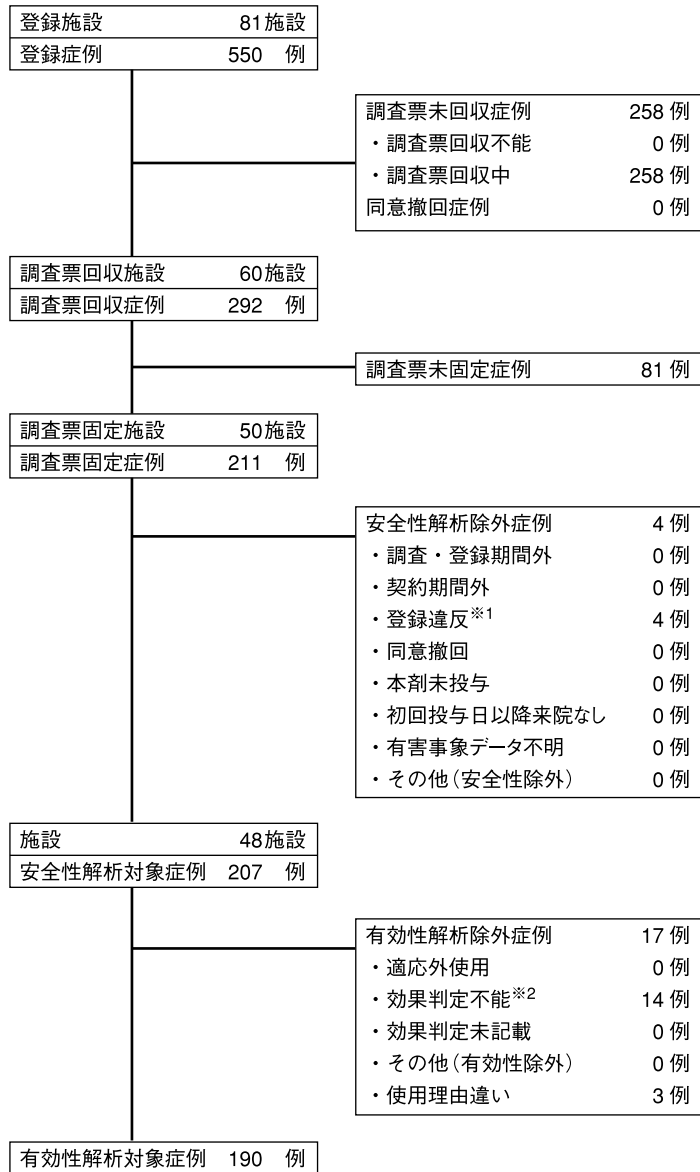 登録施設 81施設
登録症例 550 例
調査票未回収症例 258 例
・調査票回収不能 0 例
・調査票回収中 258 例
同意撤回症例 0 例
調査票回収施設 60施設
調査票回収症例 292 例
調査票未固定症例 81 例
調査票固定施設 50施設
調査票固定症例 211 例
安全性解析除外症例 4 例
・調査・登録期間外 0 例
・契約期間外 0 例
・登録違反※1 4 例
・同意撤回 0 例
・本剤未投与 0 例
・初回投与日以降来院なし 0 例
・有害事象データ不明 0 例
・その他(安全性除外) 0 例
施設 48施設
安全性解析対象症例 207 例
有効性解析除外症例 17 例
・適応外使用 0 例
・効果判定不能※2 14 例
・効果判定未記載 0 例
・その他(有効性除外) 0 例
・使用理由違い 3 例
有効性解析対象症例 190 例